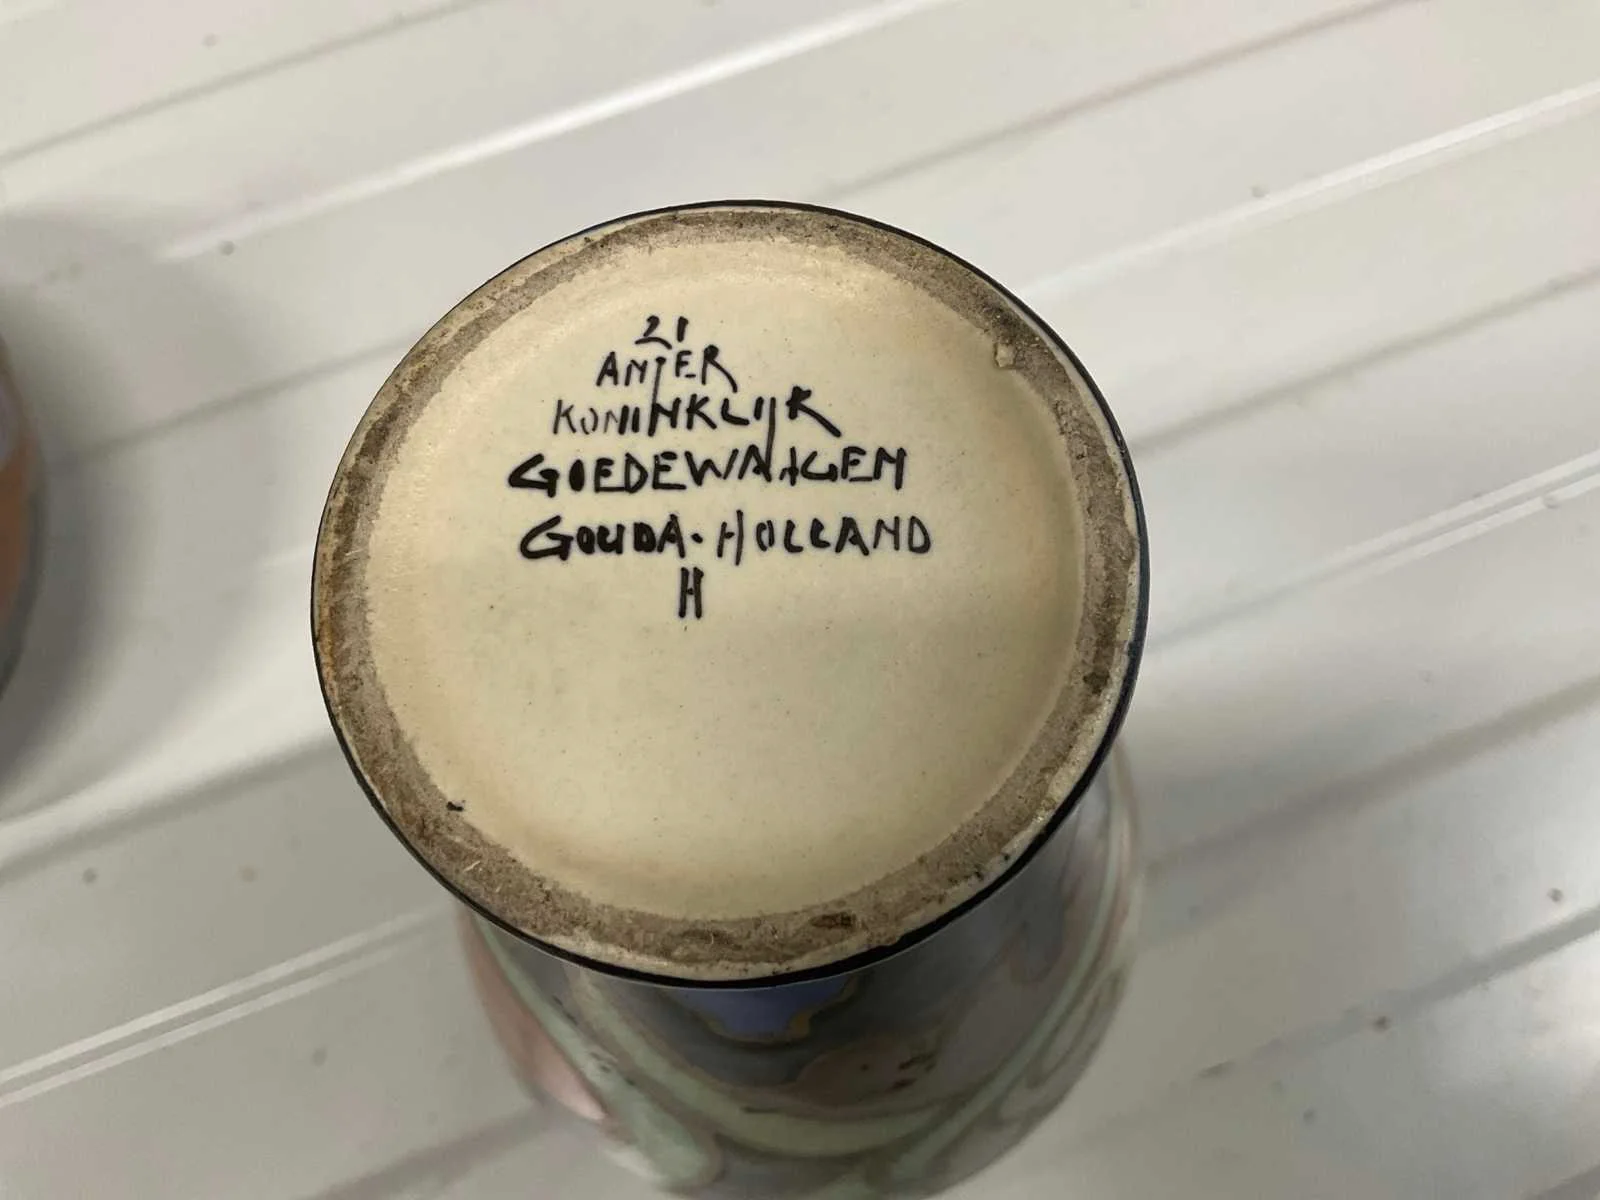 21
ANJER
KONINKLIJK
GOEDEWAAGEN
GOUDA·HOLLAND
H